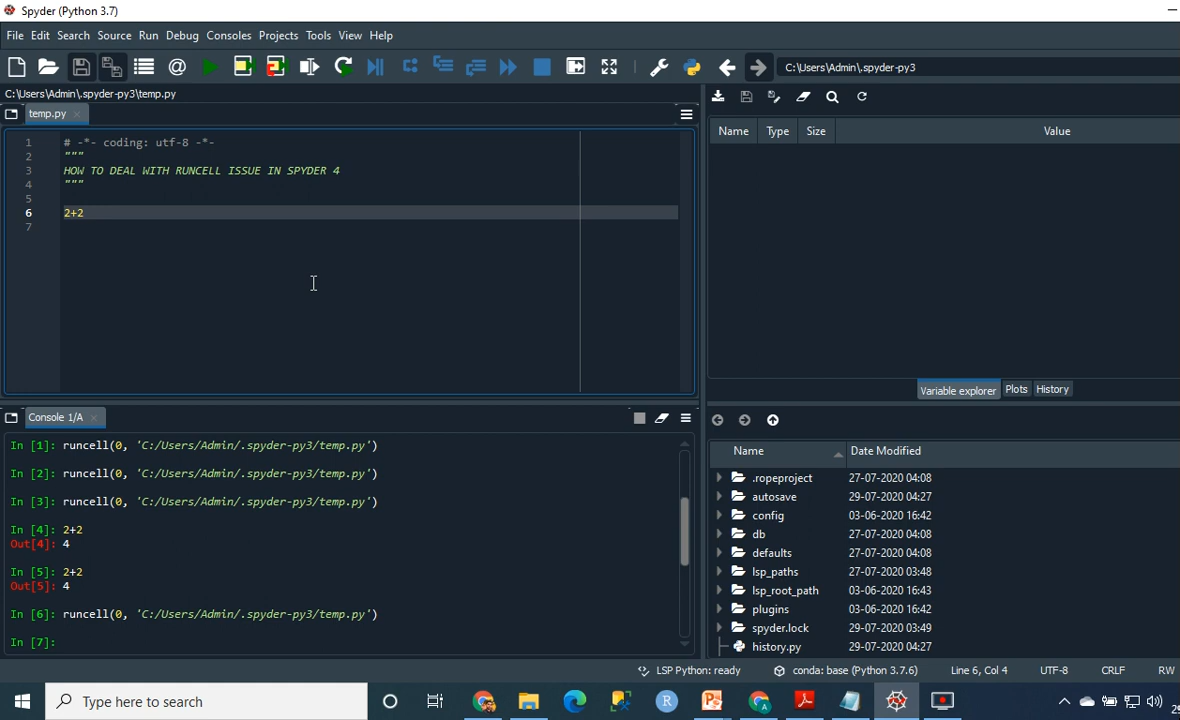 Spyder (Python 3.7)
File Edit Search Source Run Debug Consoles Projects Tools View Help
C:\Users\Admin\.spyder-py3
C:\Users\Admin\.spyder-py3\temp.py
temp.py
1 # -*- coding: utf-8 -*-
2 """
3 HOW TO DEAL WITH RUNCELL ISSUE IN SPYDER 4
4 """
5
6 2+2
7
Name Type Size Value
Variable explorer Plots History
Console 1/A
In [1]: runcell(0, 'C:/Users/Admin/.spyder-py3/temp.py')
In [2]: runcell(0, 'C:/Users/Admin/.spyder-py3/temp.py')
In [3]: runcell(0, 'C:/Users/Admin/.spyder-py3/temp.py')
In [4]: 2+2
Out[4]: 4
In [5]: 2+2
Out[5]: 4
In [6]: runcell(0, 'C:/Users/Admin/.spyder-py3/temp.py')
In [7]:
Name Date Modified
.ropeproject 27-07-2020 04:08
autosave 29-07-2020 04:27
config 03-06-2020 16:42
db 27-07-2020 04:08
defaults 27-07-2020 04:08
lsp_paths 27-07-2020 03:48
lsp_root_path 03-06-2020 16:43
plugins 03-06-2020 16:42
spyder.lock 29-07-2020 03:49
history.py 29-07-2020 04:27
LSP Python: ready conda: base (Python 3.7.6) Line 6, Col 4 UTF-8 CRLF RW
Type here to search